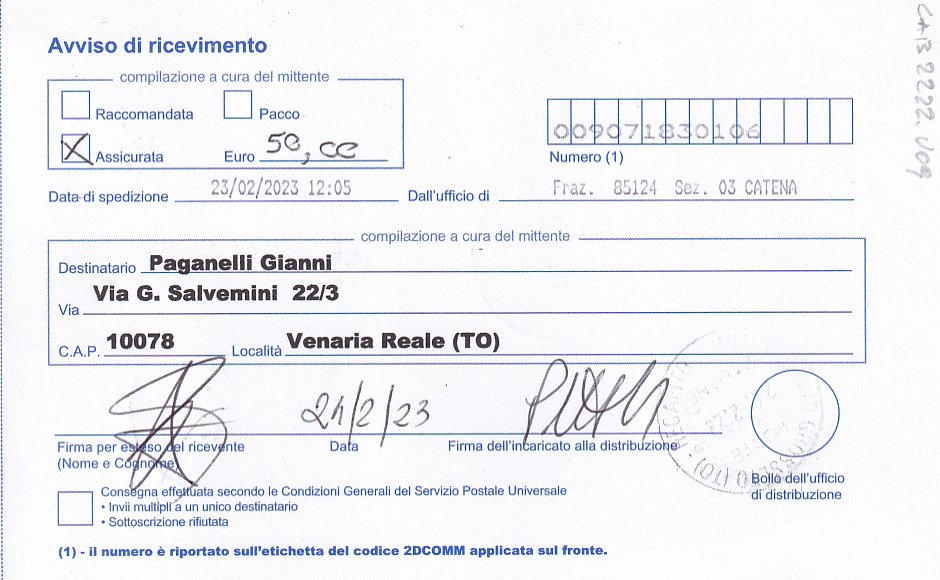 Avviso di ricevimento
compilazione a cura del mittente
Raccomandata Pacco
X Assicurata Euro 50,00
009071830106
Numero (1)
Data di spedizione 23/02/2023 12:05 Dall'ufficio di Fraz. 85124 Sez. 03 CATENA
compilazione a cura del mittente
Destinatario Paganelli Gianni
Via G. Salvemini 22/3
Via
C.A.P. 10078 Località Venaria Reale (TO)
24/2/23
Firma per esteso del ricevente Data Firma dell'incaricato alla distribuzione
(Nome e Cognome)
Bollo dell'ufficio
di distribuzione
Consegna effettuata secondo le Condizioni Generali del Servizio Postale Universale
• Invii multipli a un unico destinatario
• Sottoscrizione rifiutata
(1) - il numero è riportato sull'etichetta del codice 2DCOMM applicata sul fronte.